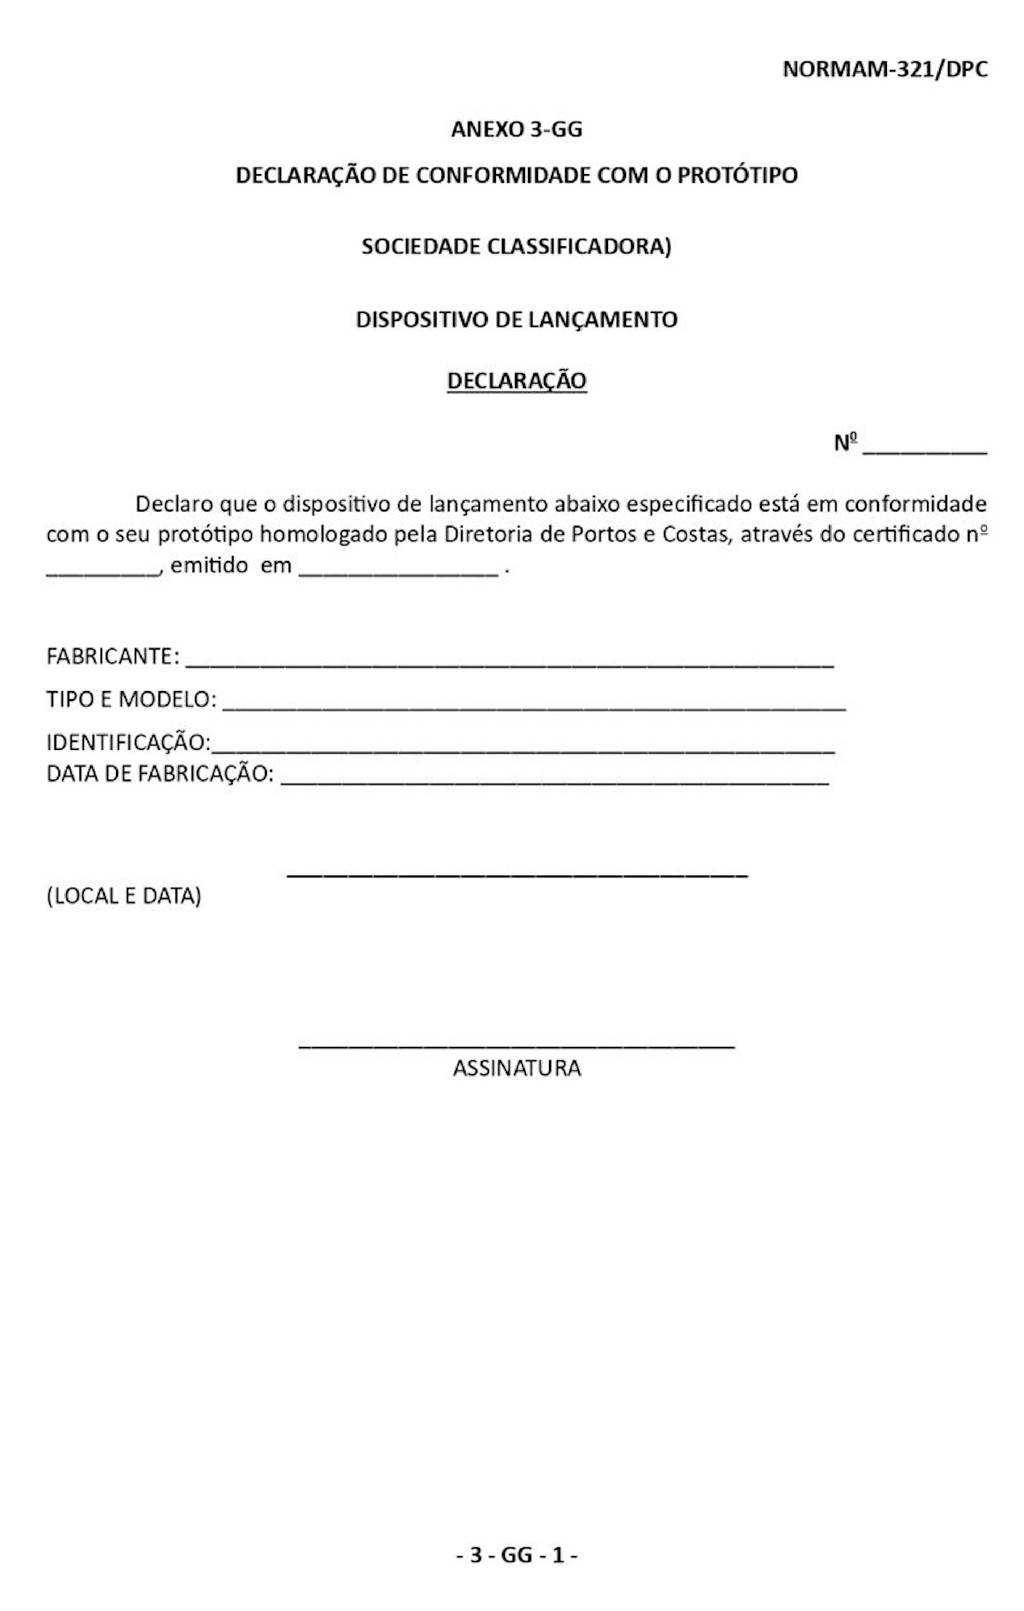 NORMAM-321/DPC
ANEXO 3-GG
DECLARAÇÃO DE CONFORMIDADE COM O PROTÓTIPO
SOCIEDADE CLASSIFICADORA)
DISPOSITIVO DE LANÇAMENTO
DECLARAÇÃO
Nº __________
Declaro que o dispositivo de lançamento abaixo especificado está em conformidade
com o seu protótipo homologado pela Diretoria de Portos e Costas, através do certificado nº
_________, emitido em ________________ .
FABRICANTE: ____________________________________________________
TIPO E MODELO: __________________________________________________
IDENTIFICAÇÃO:__________________________________________________
DATA DE FABRICAÇÃO: ____________________________________________
_____________________________________
(LOCAL E DATA)
___________________________________
ASSINATURA
- 3 - GG - 1 -